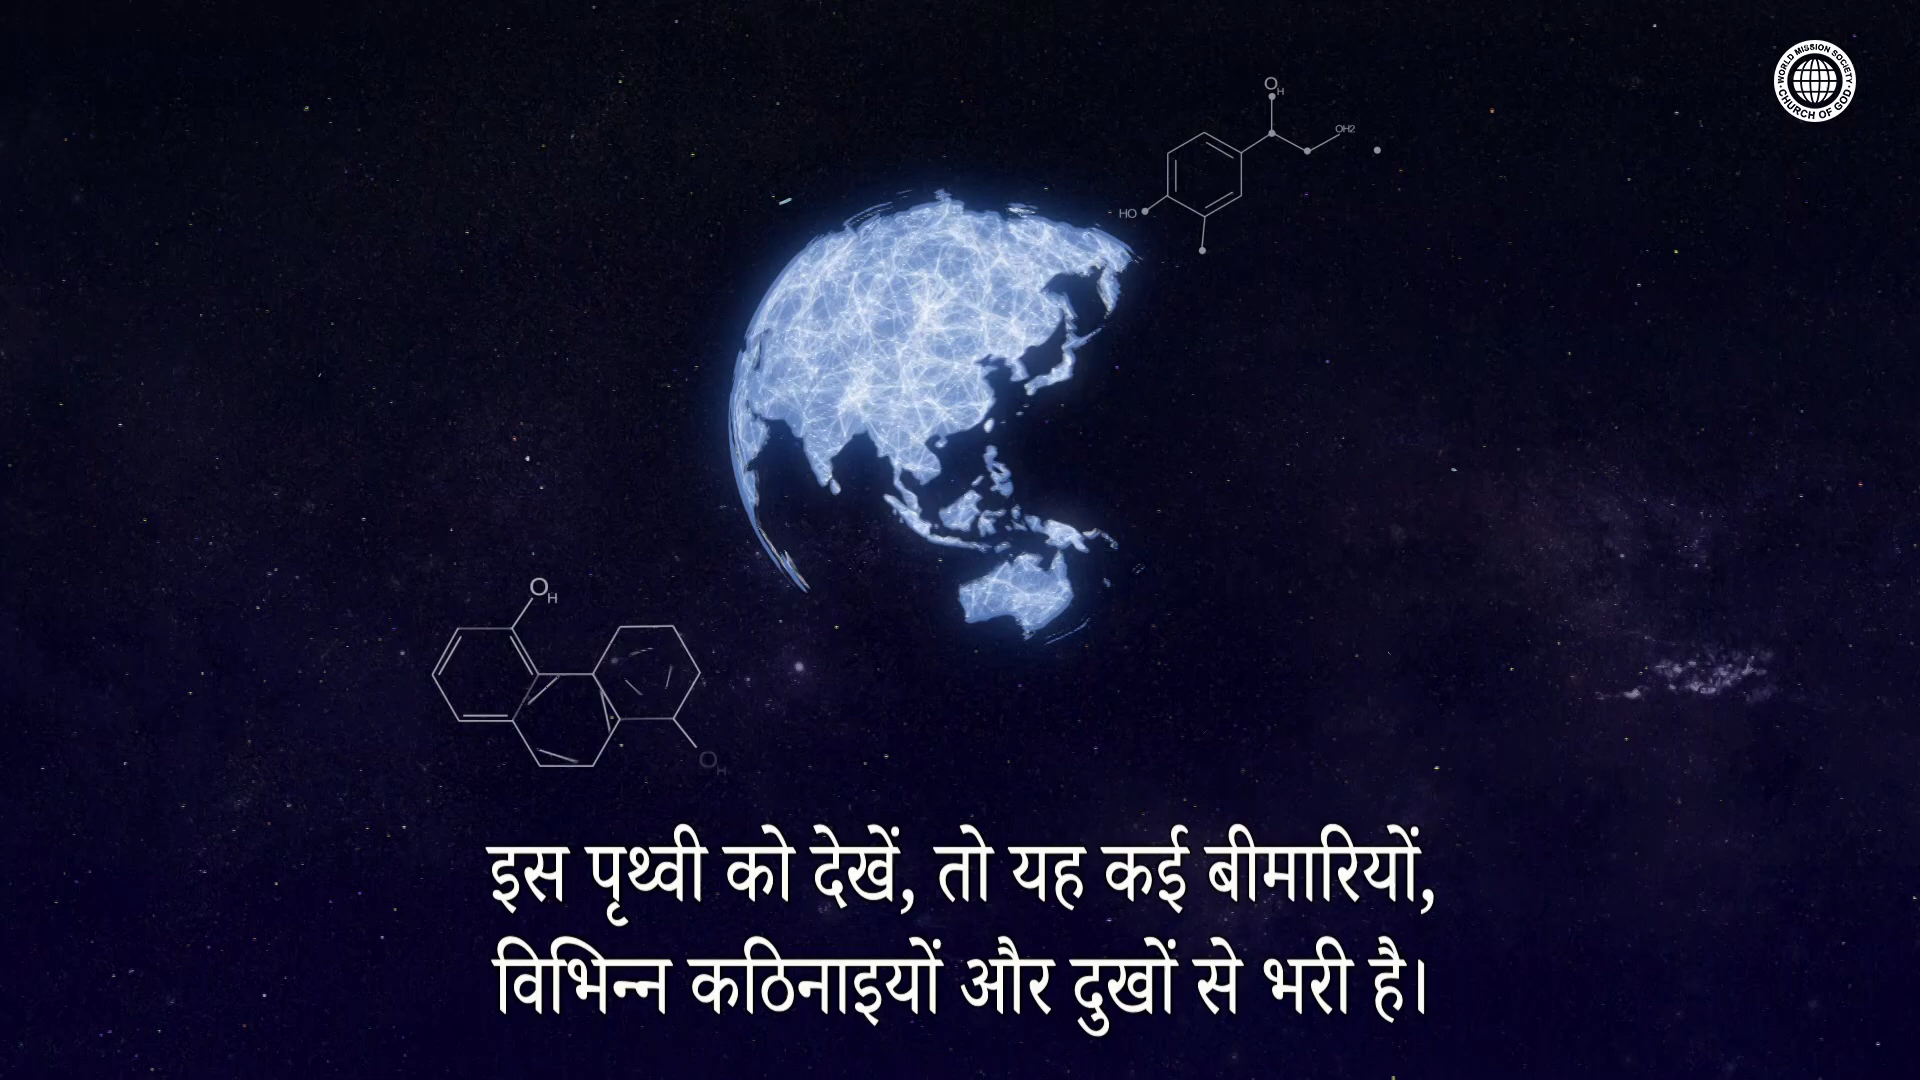 WORLD MISSION SOCIETY
CHURCH OF GOD
OH
OH2
HO
OH
OH
इस पृथ्वी को देखें, तो यह कई बीमारियों,
विभिन्न कठिनाइयों और दुखों से भरी है।